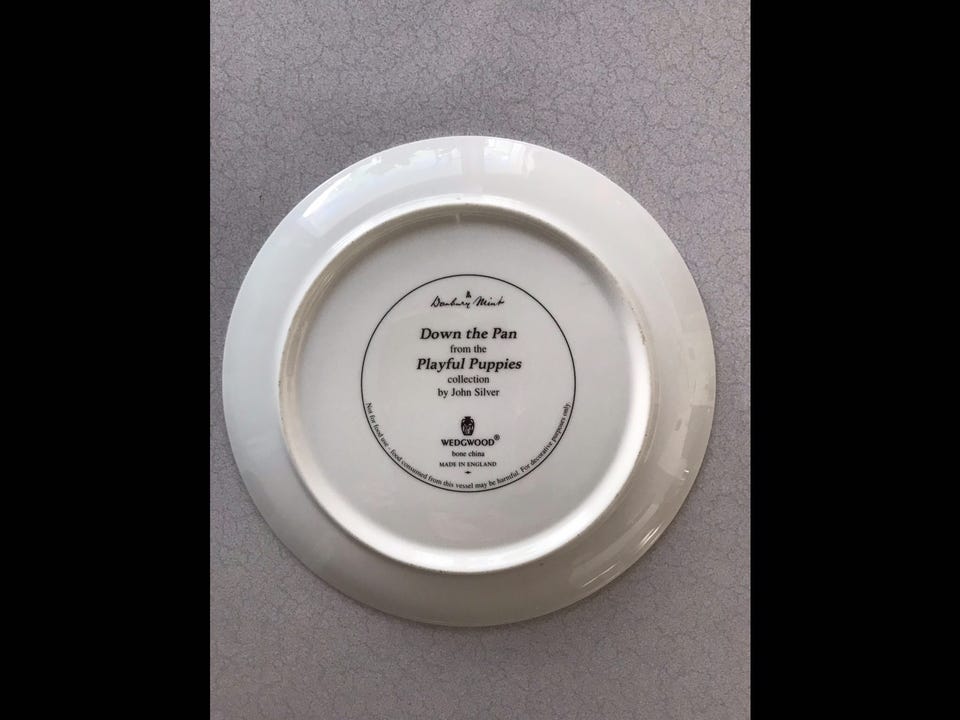 Danbury Mint
Down the Pan
from the
Playful Puppies
collection
by John Silver
WEDGWOOD®
bone china
MADE IN ENGLAND
Not for food use - food consumed from this vessel may be harmful. For decorative purposes only.